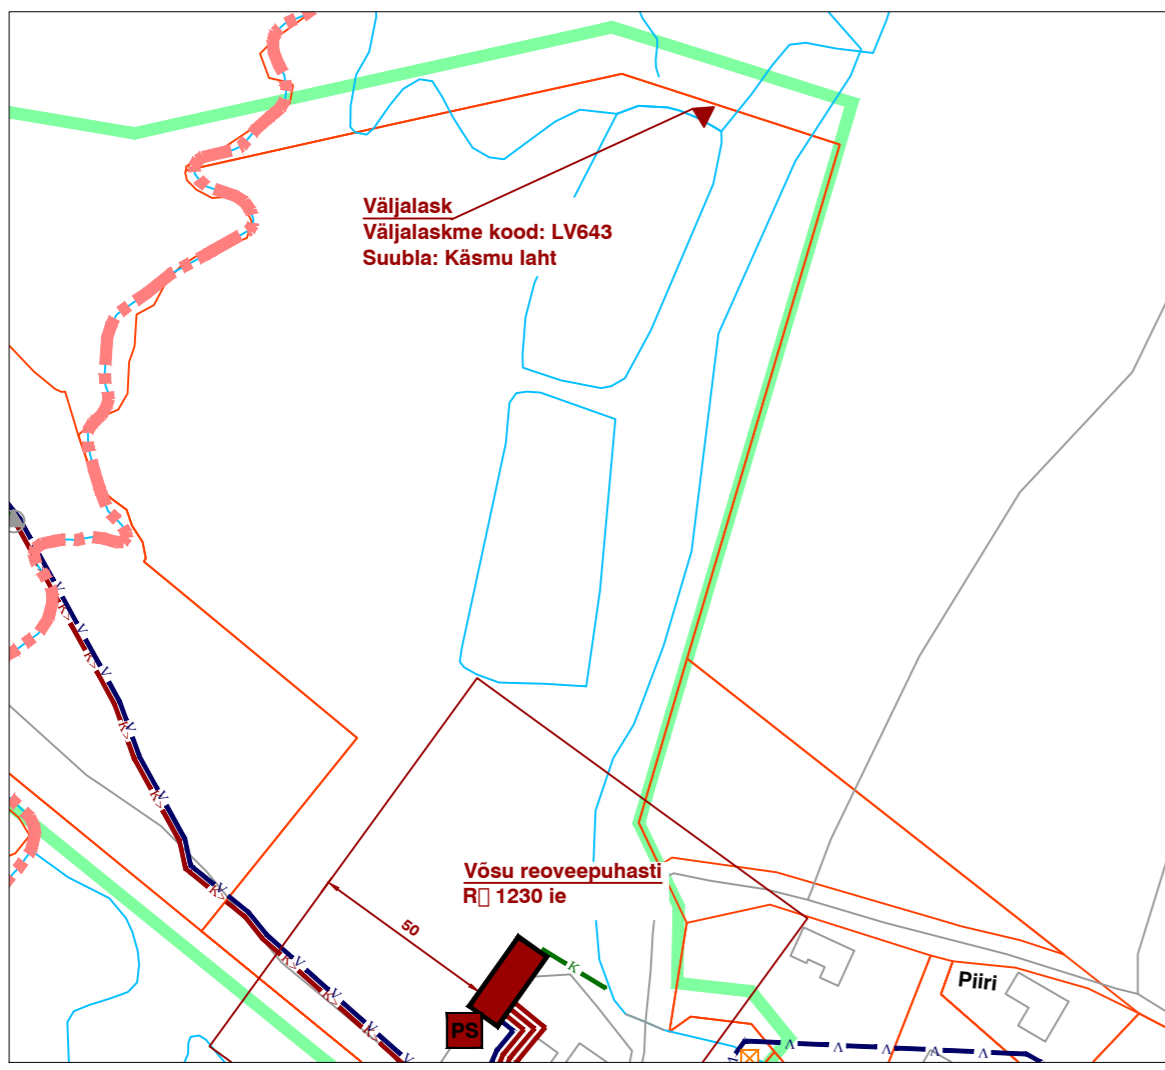 Väljalask
Väljalaskme kood: LV643
Suubla: Käsmu laht
Võsu reoveepuhasti
R▯ 1230 ie
50
K
Piiri
PS